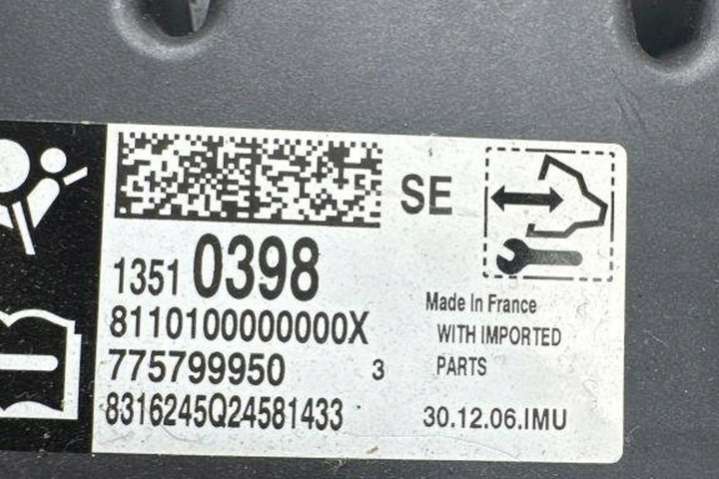 SE
1351 0398
8110100000000X
775799950 3
8316245Q24581433
Made In France
WITH IMPORTED
PARTS
30.12.06.IMU